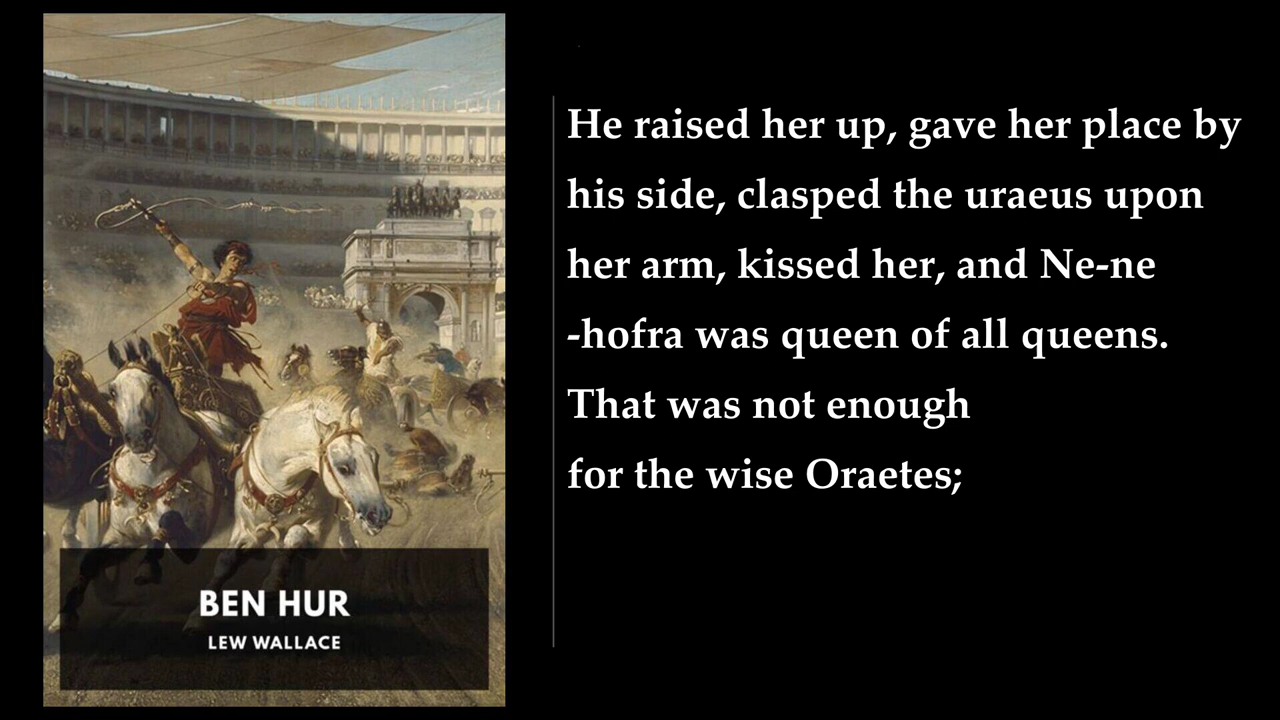 BEN HUR
LEW WALLACE
He raised her up, gave her place by
his side, clasped the uraeus upon
her arm, kissed her, and Ne-ne
-hofra was queen of all queens.
That was not enough
for the wise Oraetes;